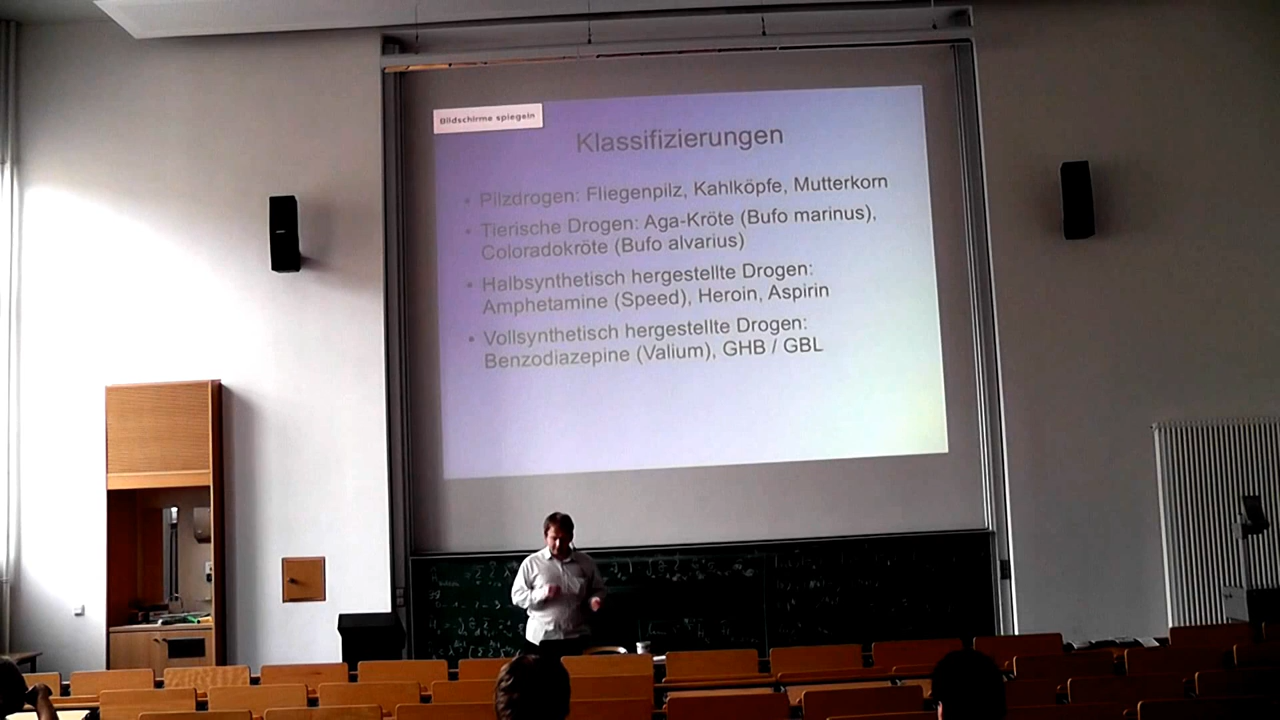 Bildschirme spiegeln
Klassifizierungen
• Pilzdrogen: Fliegenpilz, Kahlköpfe, Mutterkorn
• Tierische Drogen: Aga-Kröte (Bufo marinus),
Coloradokröte (Bufo alvarius)
• Halbsynthetisch hergestellte Drogen:
Amphetamine (Speed), Heroin, Aspirin
• Vollsynthetisch hergestellte Drogen:
Benzodiazepine (Valium), GHB / GBL